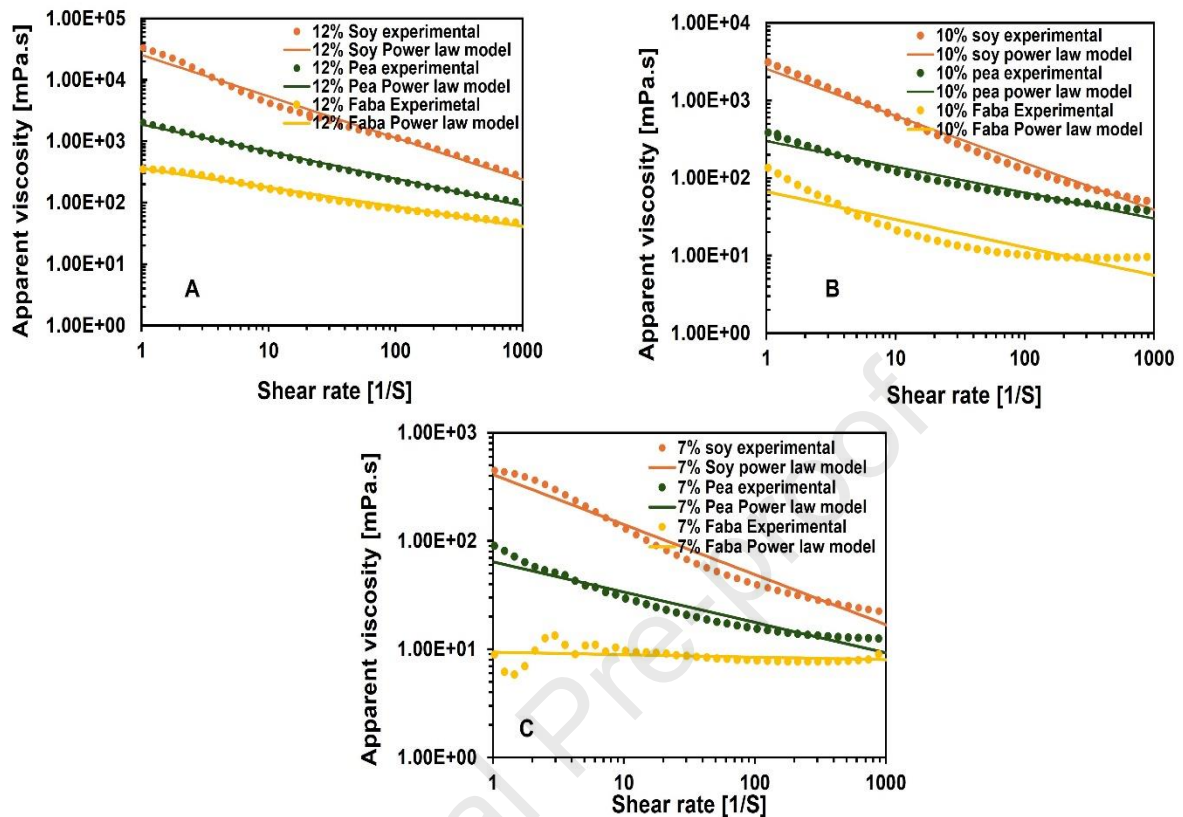 1.00E+05
1.00E+04
1.00E+03
1.00E+02
1.00E+01
1.00E+00
Apparent viscosity [mPa.s]
12% Soy experimental
12% Soy Power law model
12% Pea experimental
12% Pea Power law model
12% Faba Experimetal
12% Faba Power law model
A
1
10
100
1000
Shear rate [1/S]
1.00E+04
1.00E+03
1.00E+02
1.00E+01
1.00E+00
Apparent viscosity [mPa.s]
10% soy experimental
10% soy power law model
10% pea experimental
10% pea power law model
10% Faba Experimental
10% Faba Power law model
B
1
10
100
1000
Shear rate [1/S]
1.00E+03
1.00E+02
1.00E+01
1.00E+00
Apparent viscosity [mPa.s]
7% soy experimental
7% Soy power law model
7% Pea experimental
7% Pea Power law model
7% Faba Experimental
7% Faba Power law model
C
1
10
100
1000
Shear rate [1/S]
Pre-proof